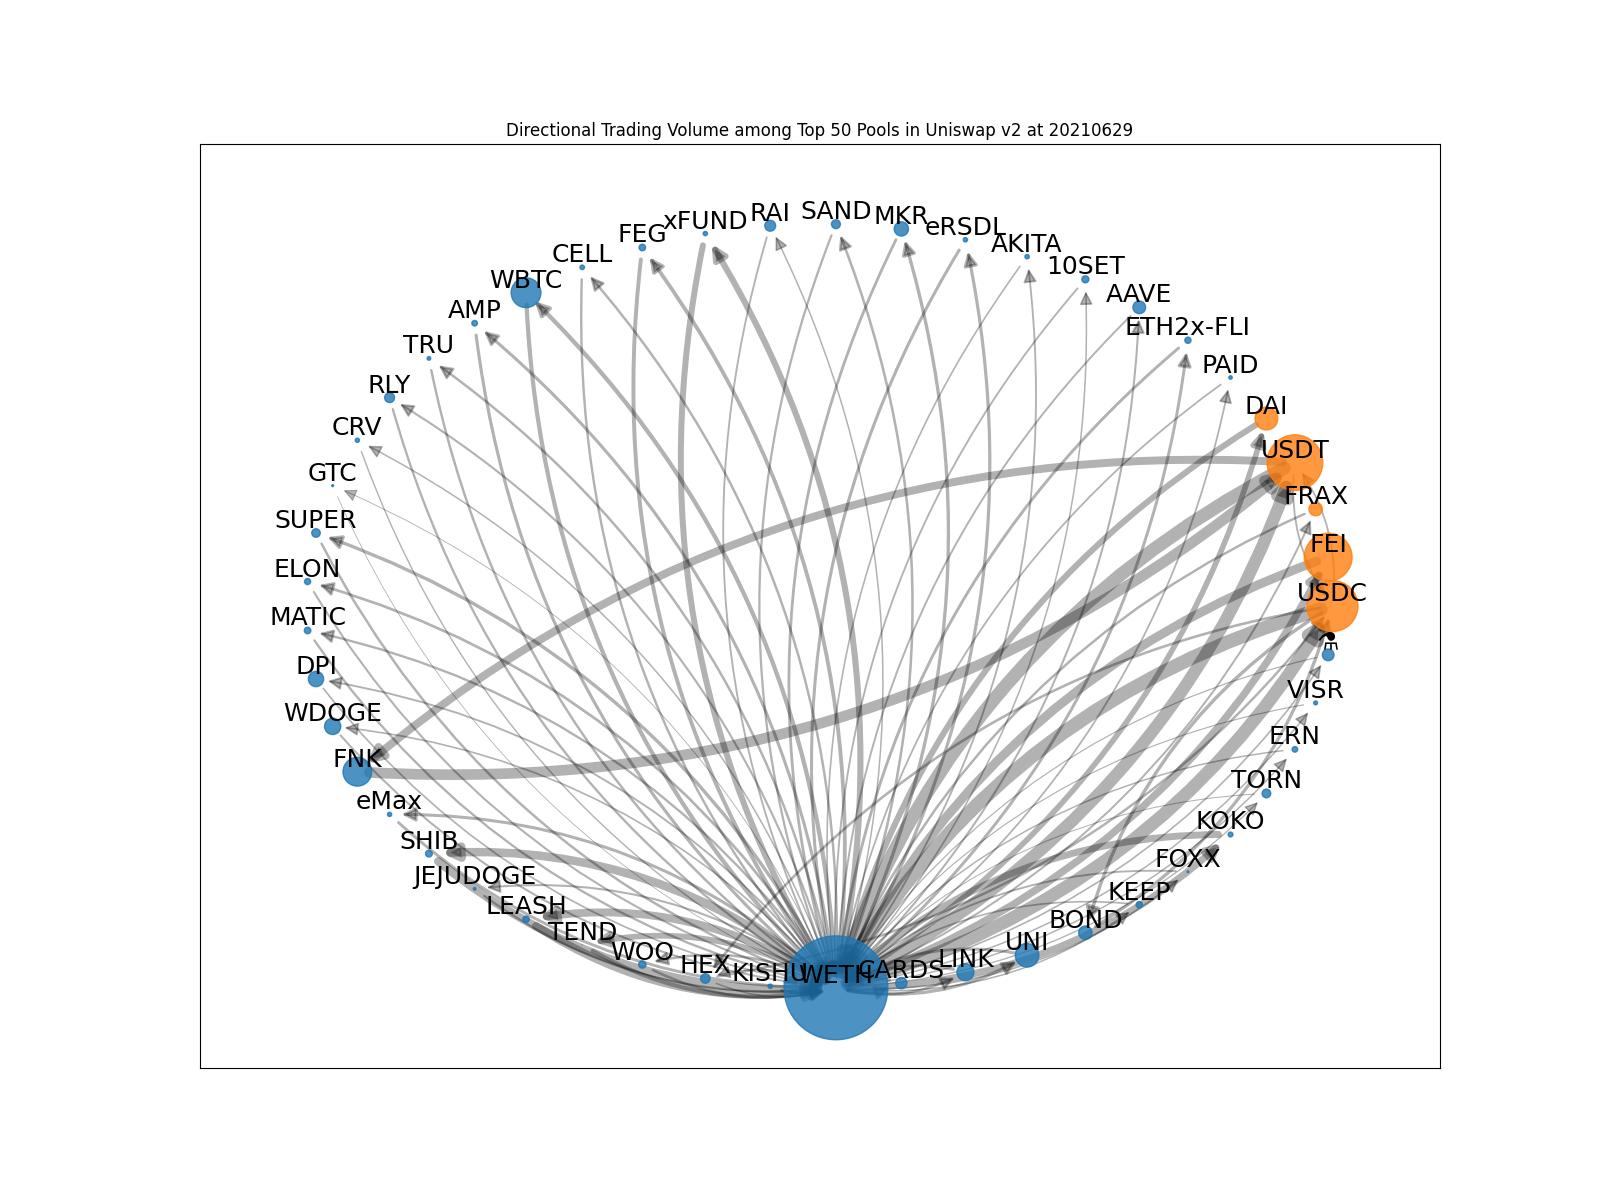 Directional Trading Volume among Top 50 Pools in Uniswap v2 at 20210629
RAI
SAND
MKR
xFUND
eRSDL
FEG
AKITA
CELL
10SET
WBTC
AAVE
AMP
ETH2x-FLI
TRU
PAID
RLY
DAI
CRV
USDT
GTC
FRAX
SUPER
FEI
ELON
USDC
MATIC
DPI
VISR
WDOGE
ERN
FNK
TORN
eMax
KOKO
SHIB
FOXX
JEJUDOGE
KEEP
LEASH
BOND
TEND
UNI
WOO
LINK
HEX
CARDS
KISHU
WETH